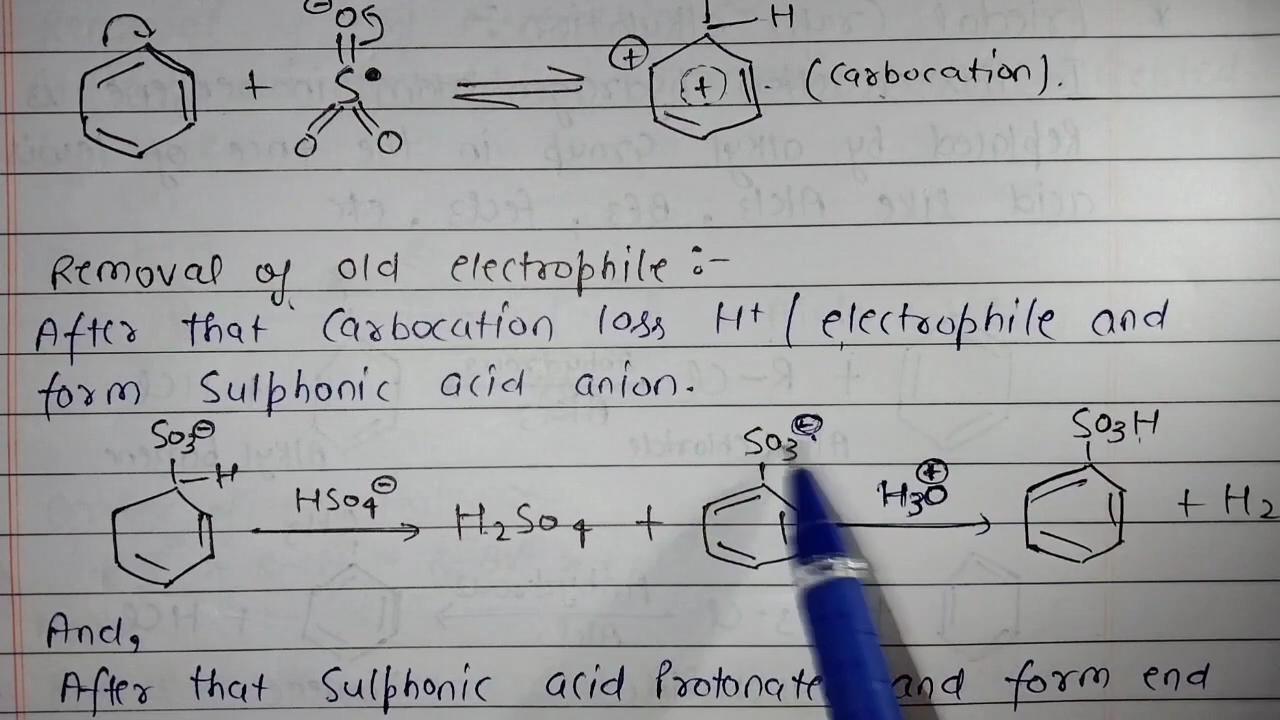 ⊖O
+ S ⇌ ⊕ (+) H . (Carbocation).
O O
Removal of old electrophile :-
After that Carbocation loss H+ / electrophile and
form Sulphonic acid anion.
SO3⊖ SO3⊖ SO3H
H HSO4⊖ → H2SO4 + H3O⊕ → + H2
And,
After that Sulphonic acid Protonate and form end